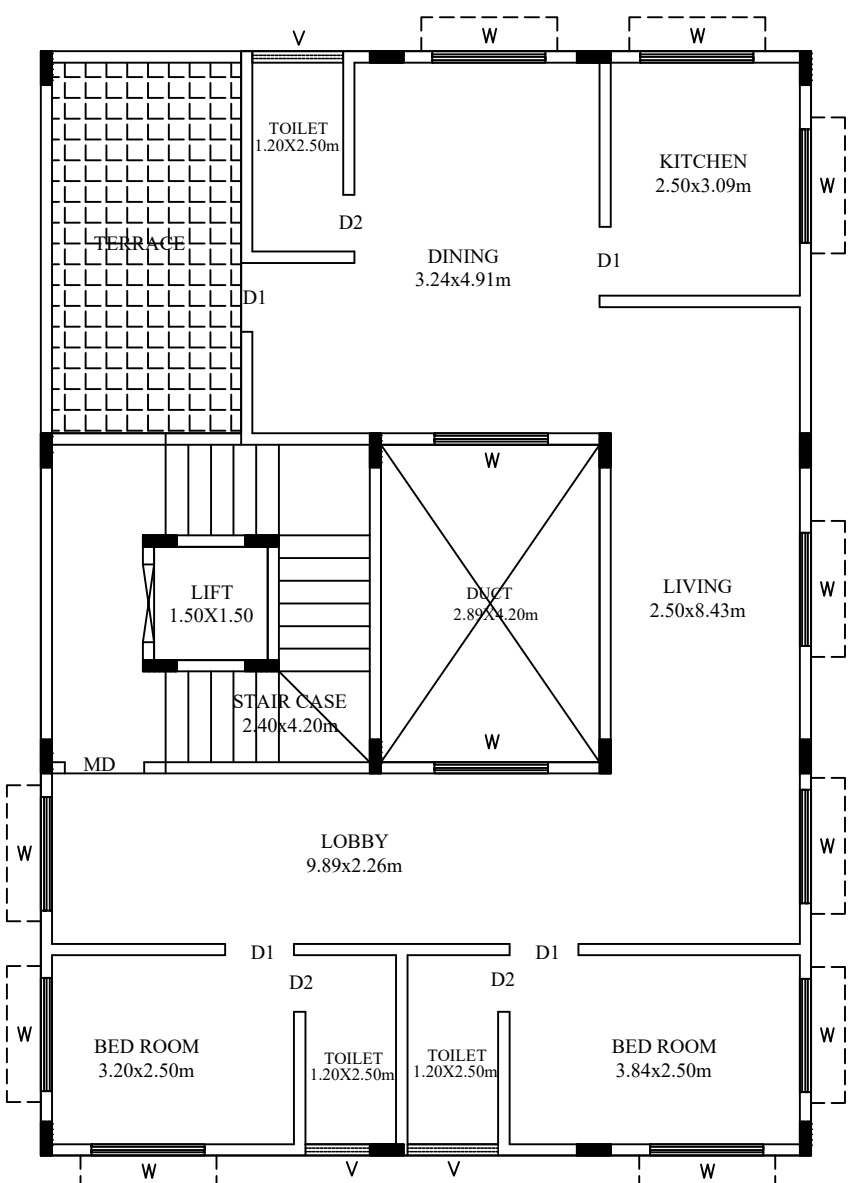 V
W
W
TOILET
1.20X2.50m
KITCHEN
2.50x3.09m
W
D2
TERRACE
DINING
3.24x4.91m
D1
D1
W
LIFT
1.50X1.50
DUCT
2.89X4.20m
LIVING
2.50x8.43m
W
STAIR CASE
2.40x4.20m
W
MD
LOBBY
9.89x2.26m
W
W
D1
D1
D2
D2
W
BED ROOM
3.20x2.50m
TOILET
1.20X2.50m
TOILET
1.20X2.50m
BED ROOM
3.84x2.50m
W
W
V
V
W